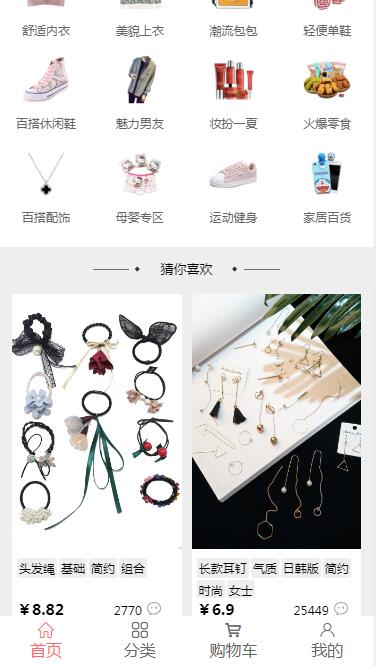 舒适内衣 美貌上衣 潮流包包 轻便单鞋
百搭休闲鞋 魅力男友 妆扮一夏 火爆零食
百搭配饰 母婴专区 运动健身 家居百货
猜你喜欢
头发绳 基础 简约 组合
¥8.82 2770
长款耳钉 气质 日韩版 简约
时尚 女士
¥6.9 25449
首页 分类 购物车 我的